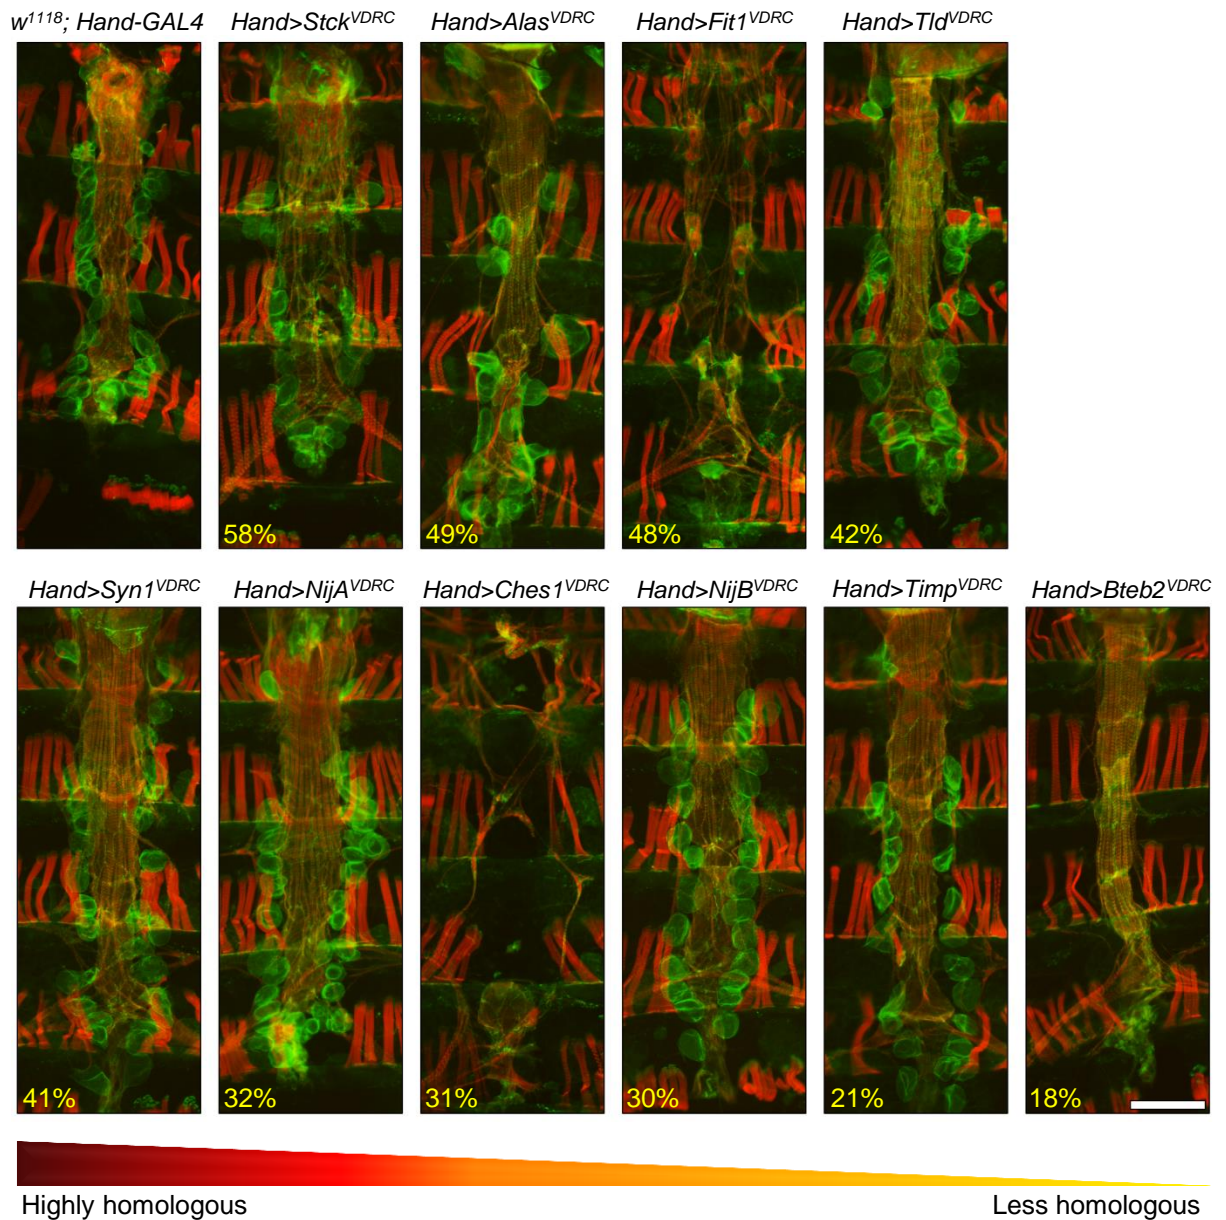 w1118; Hand-GAL4
Hand>StckVDRC
Hand>AlasVDRC
Hand>Fit1VDRC
Hand>TldVDRC
58%
49%
48%
42%
Hand>Syn1VDRC
Hand>NijAVDRC
Hand>Ches1VDRC
Hand>NijBVDRC
Hand>TimpVDRC
Hand>Bteb2VDRC
41%
32%
31%
30%
21%
18%
Highly homologous
Less homologous